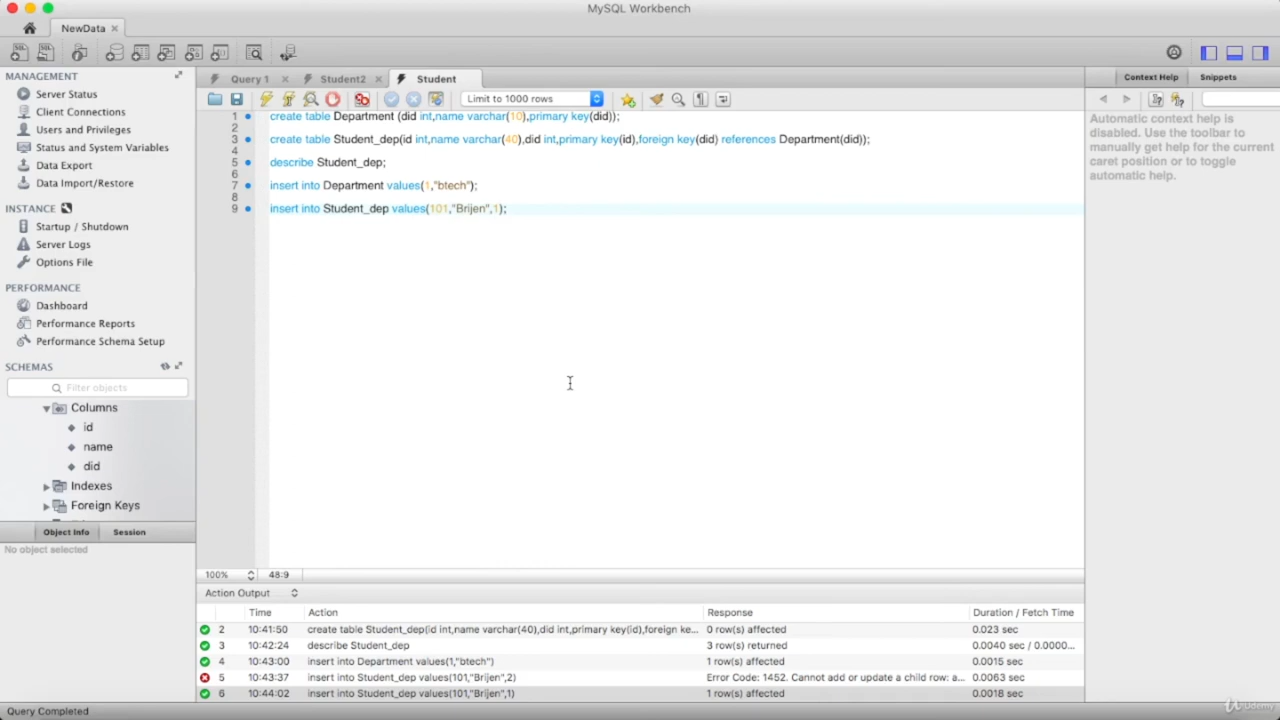 MySQL Workbench
NewData
MANAGEMENT
Server Status
Client Connections
Users and Privileges
Status and System Variables
Data Export
Data Import/Restore
INSTANCE
Startup / Shutdown
Server Logs
Options File
PERFORMANCE
Dashboard
Performance Reports
Performance Schema Setup
SCHEMAS
Filter objects
Columns
id
name
did
Indexes
Foreign Keys
Object Info Session
No object selected
Query 1 Student2 Student
Limit to 1000 rows
1 create table Department (did int,name varchar(10),primary key(did));
2
3 create table Student_dep(id int,name varchar(40),did int,primary key(id),foreign key(did) references Department(did));
4
5 describe Student_dep;
6
7 insert into Department values(1,"btech");
8
9 insert into Student_dep values(101,"Brijen",1);
100% 48:9
Action Output
Time Action Response Duration / Fetch Time
2 10:41:50 create table Student_dep(id int,name varchar(40),did int,primary key(id),foreign ke... 0 row(s) affected 0.023 sec
3 10:42:24 describe Student_dep 3 row(s) returned 0.0040 sec / 0.0000...
4 10:43:00 insert into Department values(1,"btech") 1 row(s) affected 0.0015 sec
5 10:43:37 insert into Student_dep values(101,"Brijen",2) Error Code: 1452. Cannot add or update a child row: a... 0.0063 sec
6 10:44:02 insert into Student_dep values(101,"Brijen",1) 1 row(s) affected 0.0018 sec
Context Help Snippets
Automatic context help is
disabled. Use the toolbar to
manually get help for the current
caret position or to toggle
automatic help.
Query Completed
Udemy